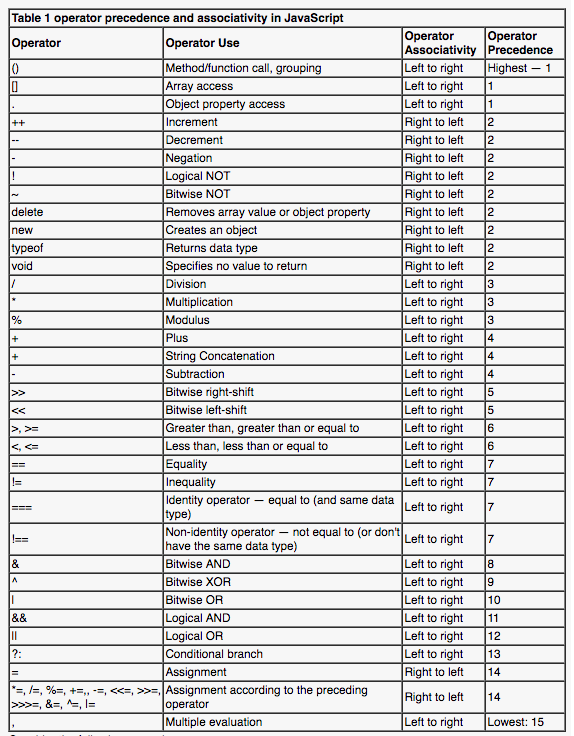 Table 1 operator precedence and associativity in JavaScript
Operator Operator Use Operator Associativity Operator Precedence
() Method/function call, grouping Left to right Highest — 1
[] Array access Left to right 1
. Object property access Left to right 1
++ Increment Right to left 2
-- Decrement Right to left 2
- Negation Right to left 2
! Logical NOT Right to left 2
~ Bitwise NOT Right to left 2
delete Removes array value or object property Right to left 2
new Creates an object Right to left 2
typeof Returns data type Right to left 2
void Specifies no value to return Right to left 2
/ Division Left to right 3
* Multiplication Left to right 3
% Modulus Left to right 3
+ Plus Left to right 4
+ String Concatenation Left to right 4
- Subtraction Left to right 4
>> Bitwise right-shift Left to right 5
<< Bitwise left-shift Left to right 5
>, >= Greater than, greater than or equal to Left to right 6
<, <= Less than, less than or equal to Left to right 6
== Equality Left to right 7
!= Inequality Left to right 7
=== Identity operator — equal to (and same data type) Left to right 7
!== Non-identity operator — not equal to (or don't have the same data type) Left to right 7
& Bitwise AND Left to right 8
^ Bitwise XOR Left to right 9
| Bitwise OR Left to right 10
&& Logical AND Left to right 11
|| Logical OR Left to right 12
?: Conditional branch Left to right 13
= Assignment Right to left 14
*=, /=, %=, +=,, -=, <<=, >>=, >>>=, &=, ^=, |= Assignment according to the preceding operator Right to left 14
, Multiple evaluation Left to right Lowest: 15